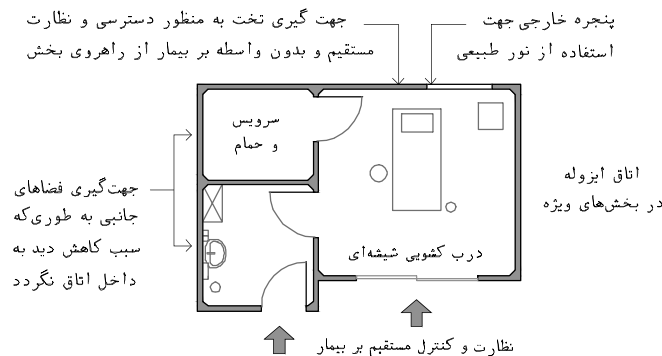 پنجره خارجی جهت
استفاده از نور طبیعی
جهت گیری تخت به منظور دسترسی و نظارت
مستقیم و بدون واسطه بر بیمار از راهروی بخش
سرویس
و حمام
اتاق ایزوله
در بخش‌های ویژه
جهت‌گیری فضاهای
جانبی به طوری‌که
سبب کاهش دید به
داخل اتاق نگردد
درب کشویی شیشه‌ای
نظارت و کنترل مستقیم بر بیمار